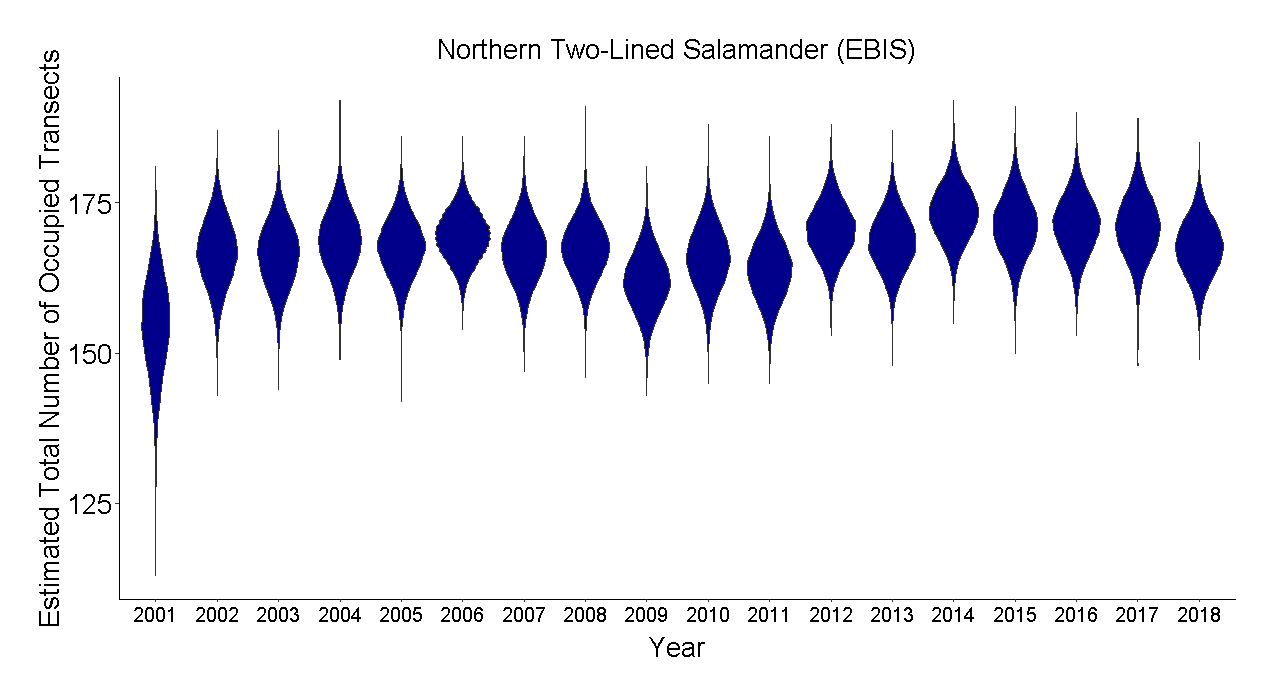 Northern Two-Lined Salamander (EBIS)
Estimated Total Number of Occupied Transects
175
150
125
2001 2002 2003 2004 2005 2006 2007 2008 2009 2010 2011 2012 2013 2014 2015 2016 2017 2018
Year